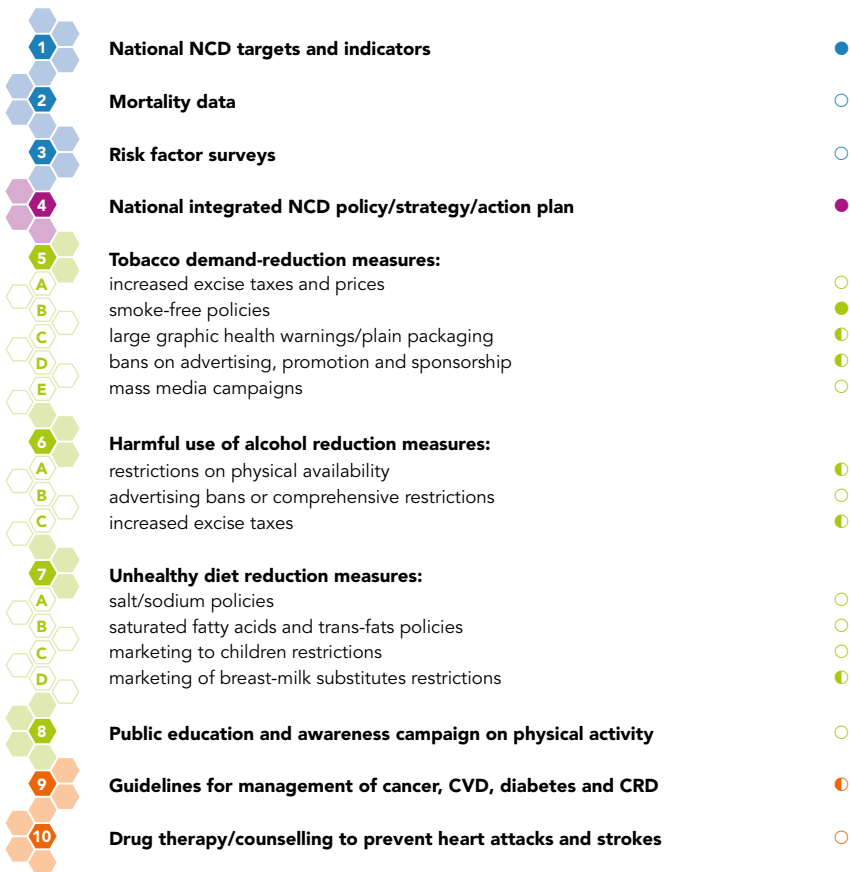 1 National NCD targets and indicators ●
2 Mortality data ○
3 Risk factor surveys ○
4 National integrated NCD policy/strategy/action plan ●
5 Tobacco demand-reduction measures:
A increased excise taxes and prices ○
B smoke-free policies ●
C large graphic health warnings/plain packaging ◐
D bans on advertising, promotion and sponsorship ◐
E mass media campaigns ○
6 Harmful use of alcohol reduction measures:
A restrictions on physical availability ◐
B advertising bans or comprehensive restrictions ○
C increased excise taxes ◐
7 Unhealthy diet reduction measures:
A salt/sodium policies ○
B saturated fatty acids and trans-fats policies ○
C marketing to children restrictions ○
D marketing of breast-milk substitutes restrictions ◐
8 Public education and awareness campaign on physical activity ○
9 Guidelines for management of cancer, CVD, diabetes and CRD ◐
10 Drug therapy/counselling to prevent heart attacks and strokes ○